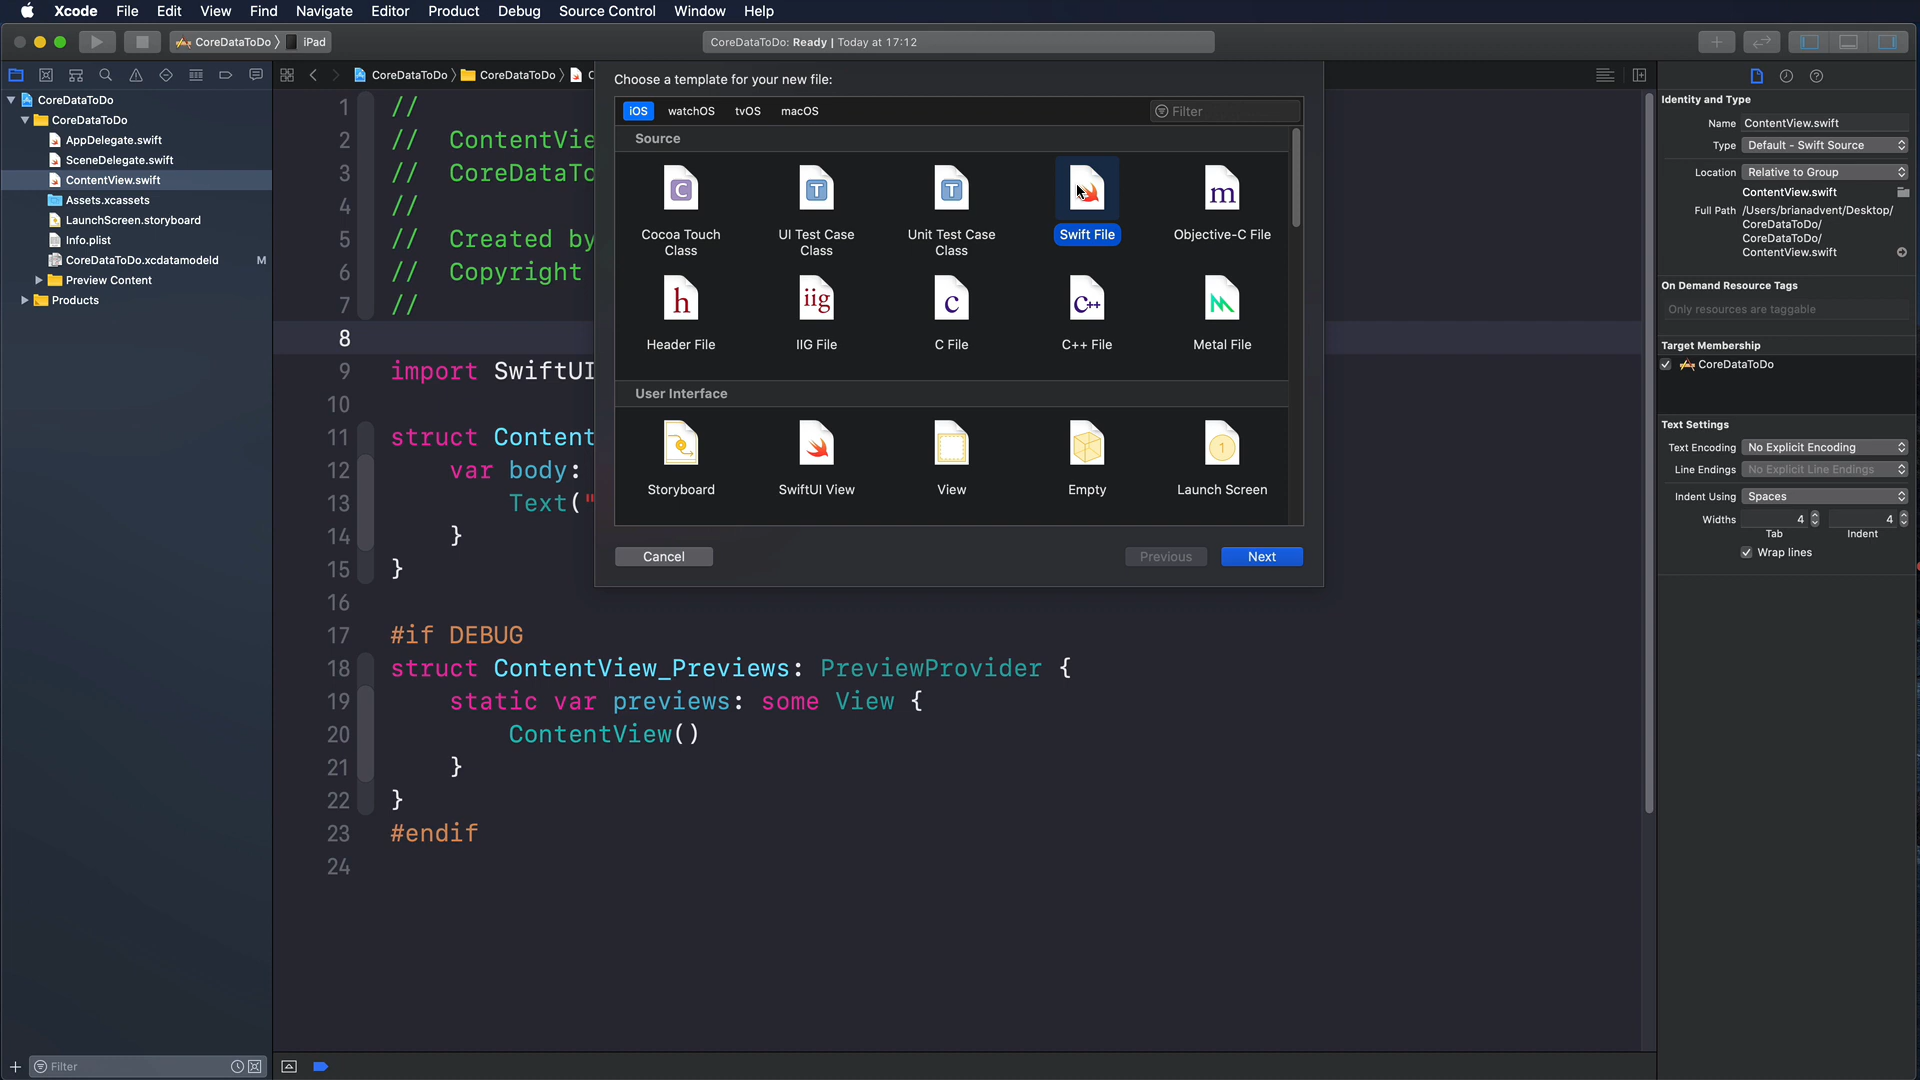 Xcode File Edit View Find Navigate Editor Product Debug Source Control Window Help
CoreDataToDo iPad
CoreDataToDo: Ready | Today at 17:12
CoreDataToDo
CoreDataToDo
AppDelegate.swift
SceneDelegate.swift
ContentView.swift
Assets.xcassets
LaunchScreen.storyboard
Info.plist
CoreDataToDo.xcdatamodeld M
Preview Content
Products
Filter
CoreDataToDo CoreDataToDo C
1 //
2 // ContentVie
3 // CoreDataTo
4 //
5 // Created by
6 // Copyright
7 //
8
9 import SwiftUI
10
11 struct Content
12 var body:
13 Text("
14 }
15 }
16
17 #if DEBUG
18 struct ContentView_Previews: PreviewProvider {
19 static var previews: some View {
20 ContentView()
21 }
22 }
23 #endif
24
Choose a template for your new file:
iOS watchOS tvOS macOS Filter
Source
C T T m
Cocoa Touch Class
UI Test Case Class
Unit Test Case Class
Swift File
Objective-C File
h iig c C++
Header File
IIG File
C File
C++ File
Metal File
User Interface
1
Storyboard
SwiftUI View
View
Empty
Launch Screen
Cancel Previous Next
Identity and Type
Name ContentView.swift
Type Default - Swift Source
Location Relative to Group
ContentView.swift
Full Path /Users/brianadvent/Desktop/
CoreDataToDo/
CoreDataToDo/
ContentView.swift
On Demand Resource Tags
Only resources are taggable
Target Membership
CoreDataToDo
Text Settings
Text Encoding No Explicit Encoding
Line Endings No Explicit Line Endings
Indent Using Spaces
Widths 4 4
Tab Indent
Wrap lines